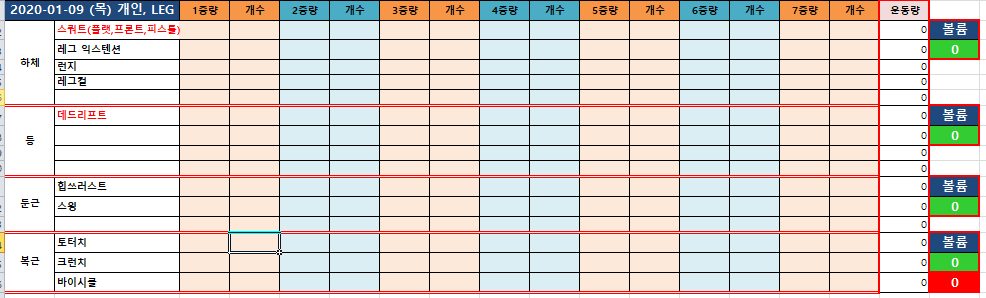 2020-01-09 (목) 개인, LEG 1중량 개수 2중량 개수 3중량 개수 4중량 개수 5중량 개수 6중량 개수 7중량 개수 운동량
하체 스쿼트(플랫,프론트,피스톨) 0 볼륨
레그 익스텐션 0 0
런지 0
레그컬 0
0
등 데드리프트 0 볼륨
0 0
0
0
둔근 힙쓰러스트 0 볼륨
스윙 0 0
0
복근 토터치 0 볼륨
크런치 0 0
바이시클 0 0